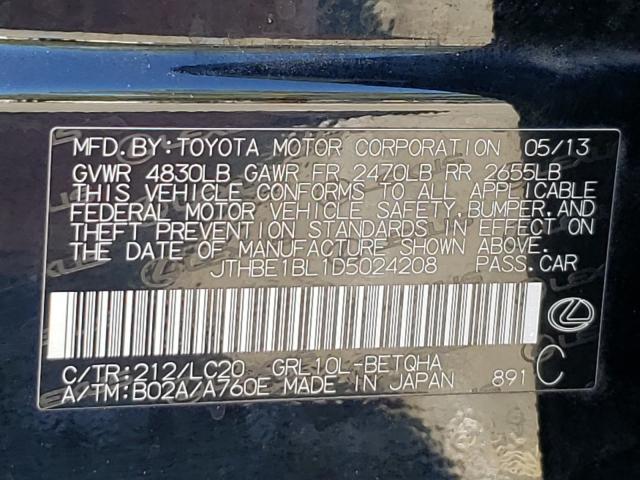 MFD.BY:TOYOTA MOTOR CORPORATION 05/13
GVWR 4830LB GAWR FR 2470LB RR 2655LB
THIS VEHICLE CONFORMS TO ALL APPLICABLE
FEDERAL MOTOR VEHICLE SAFETY,BUMPER,AND
THEFT PREVENTION STANDARDS IN EFFECT ON
THE DATE OF MANUFACTURE SHOWN ABOVE.
JTHBE1BL1D5024208 PASS.CAR
C/TR:212/LC20 GRL10L-BETQHA
A/TM:B02A/A760E MADE IN JAPAN 891 C